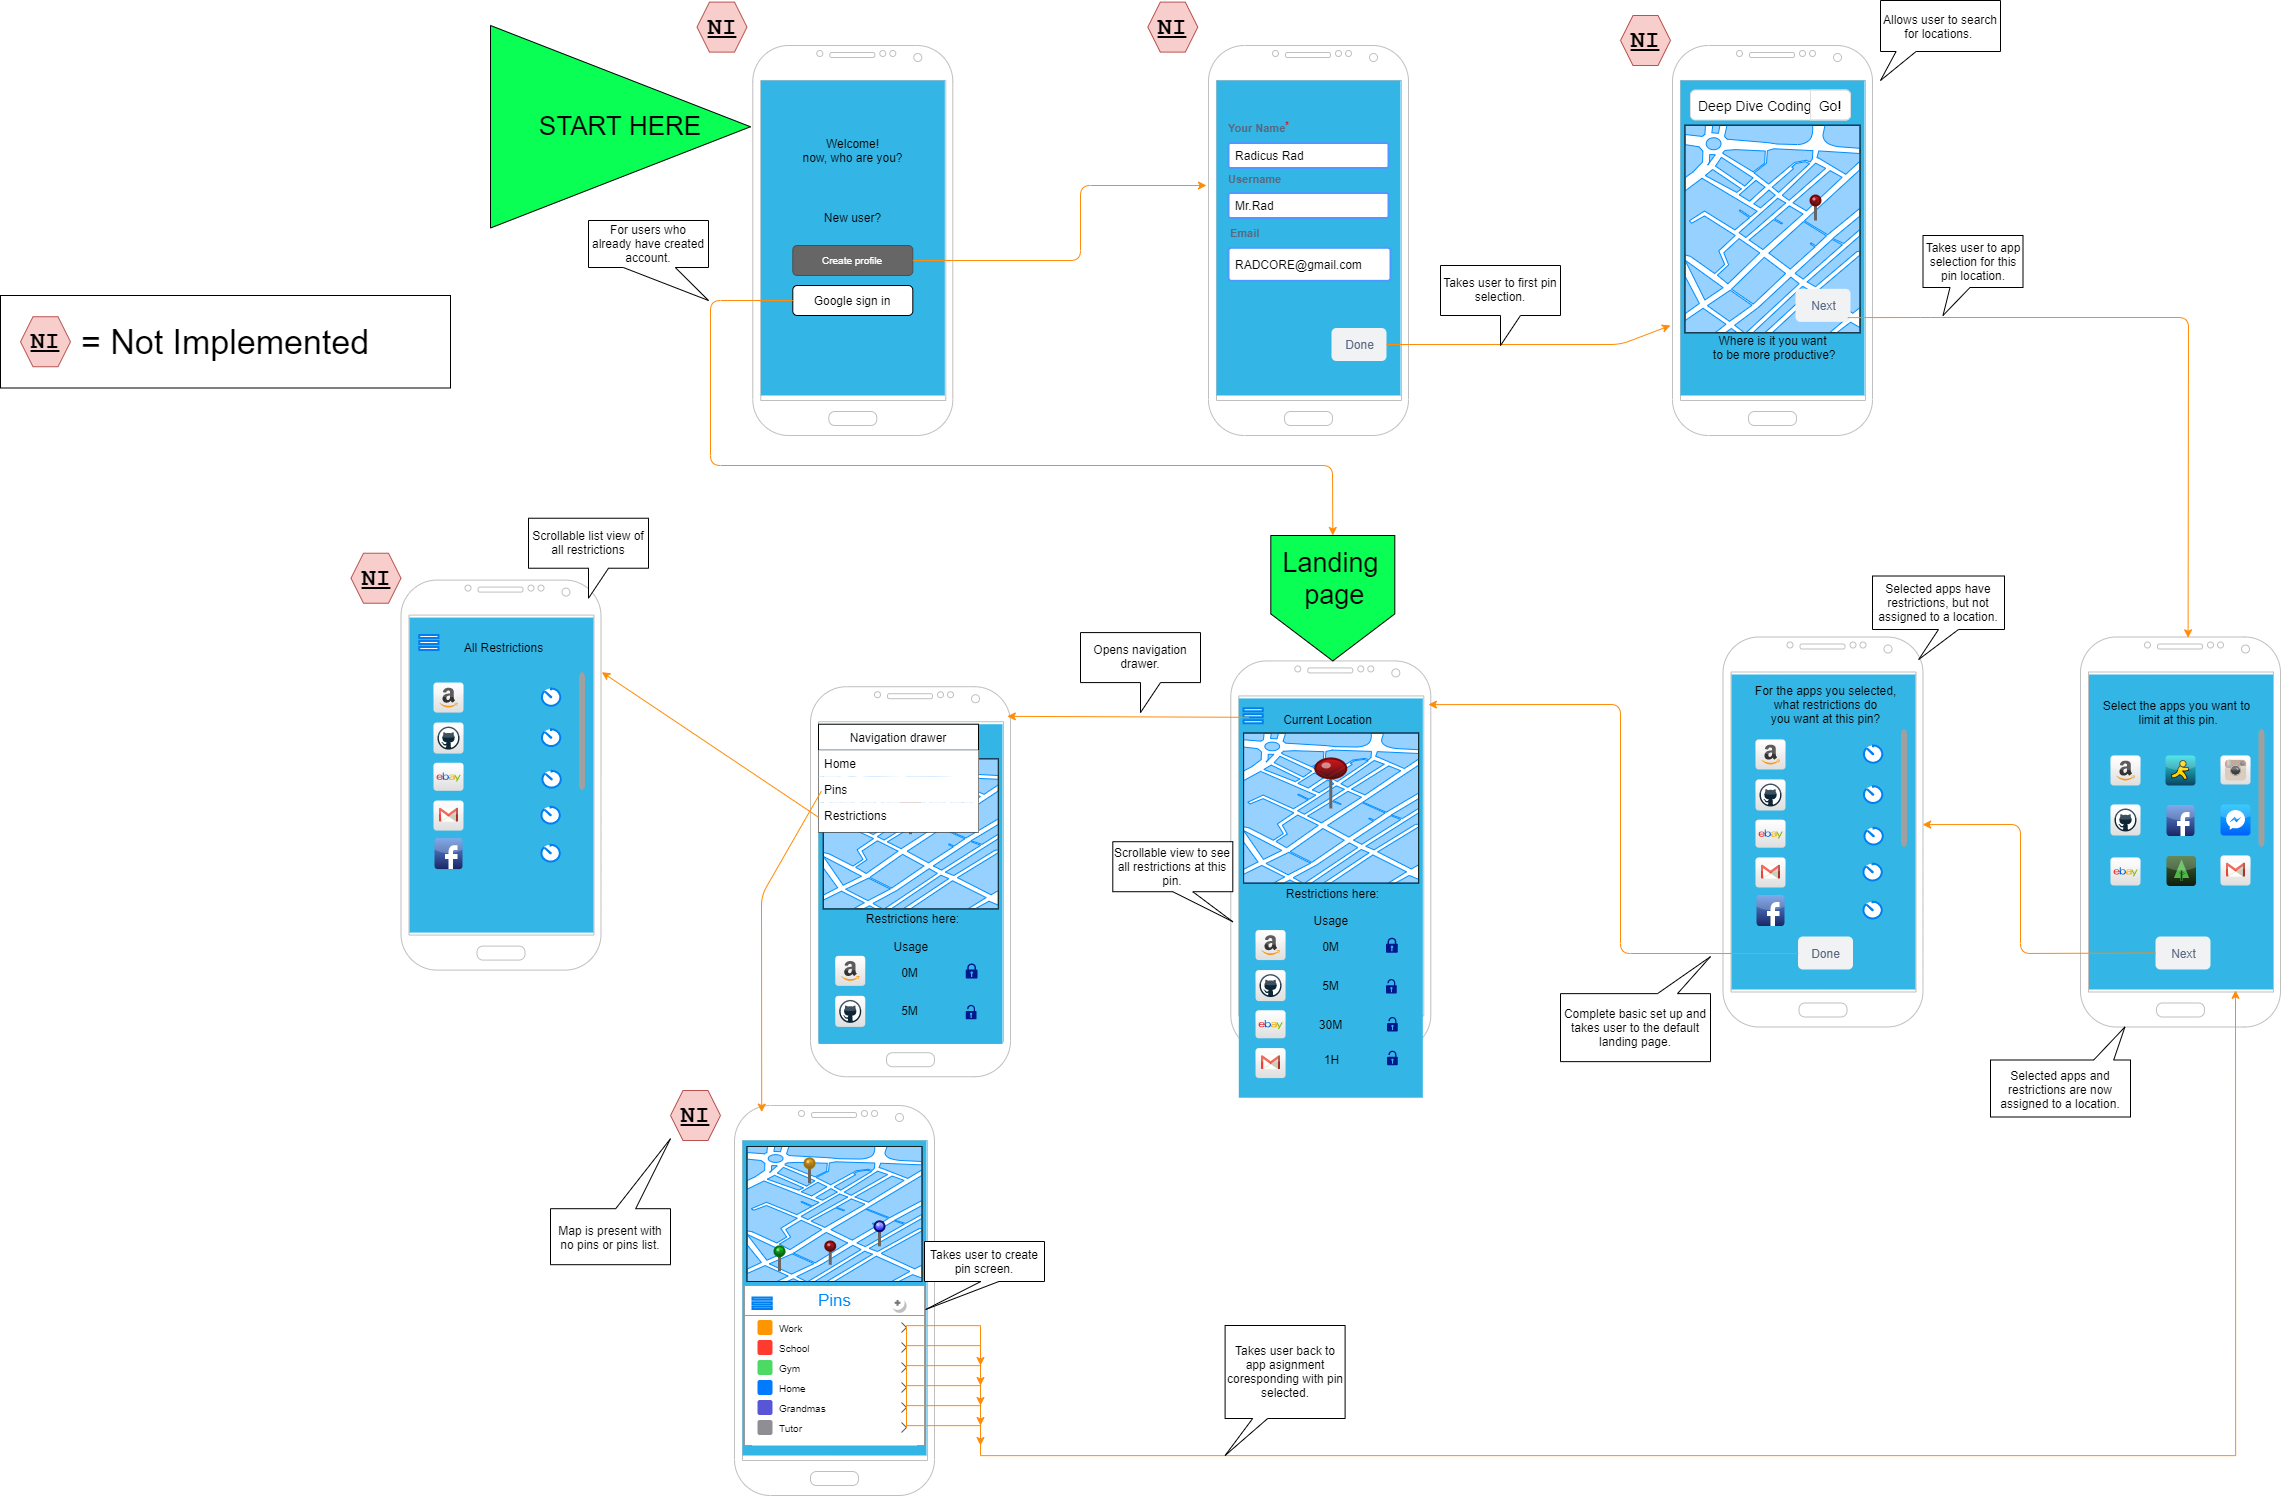 NI
NI
NI
Allows user to search
for locations.
START HERE
Welcome!
now, who are you?
New user?
Create profile
Google sign in
For users who
already have created
account.
NI = Not Implemented
Your Name*
Radicus Rad
Username
Mr.Rad
Email
RADCORE@gmail.com
Done
Takes user to first pin
selection.
Deep Dive Coding
Go!
Next
Where is it you want
to be more productive?
Takes user to app
selection for this
pin location.
NI
Scrollable list view of
all restrictions
All Restrictions
a
ebay
M
f
Landing
page
Opens navigation
drawer.
Navigation drawer
Home
Pins
Restrictions
Restrictions here:
Usage
a
0M
5M
Scrollable view to see
all restrictions at this
pin.
Current Location
Restrictions here:
Usage
a
0M
5M
ebay
30M
M
1H
Selected apps have
restrictions, but not
assigned to a location.
For the apps you selected,
what restrictions do
you want at this pin?
a
ebay
M
f
Done
Complete basic set up and
takes user to the default
landing page.
Select the apps you want to
limit at this pin.
a
f
ebay
M
Next
Selected apps and
restrictions are now
assigned to a location.
NI
Map is present with
no pins or pins list.
Takes user to create
pin screen.
Pins
Work
School
Gym
Home
Grandmas
Tutor
Takes user back to
app asignment
coresponding with pin
selected.